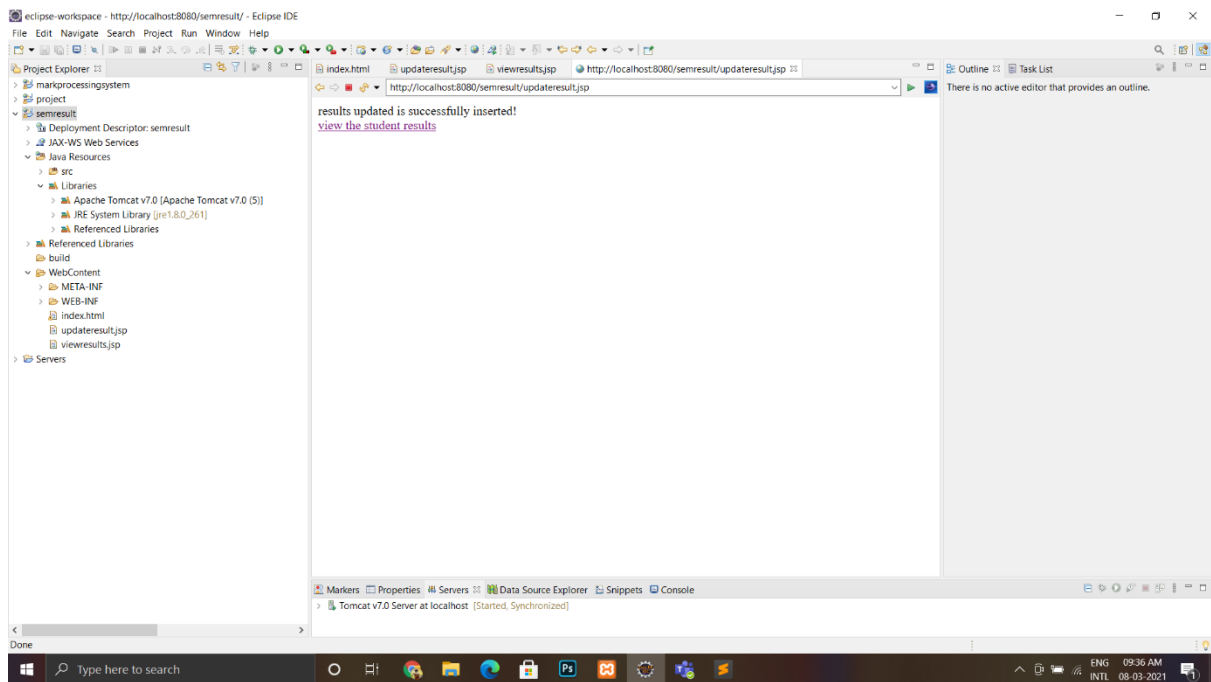 eclipse-workspace - http://localhost:8080/semresult/ - Eclipse IDE
File Edit Navigate Search Project Run Window Help
Project Explorer
markprocessingsystem
project
semresult
Deployment Descriptor: semresult
JAX-WS Web Services
Java Resources
src
Libraries
Apache Tomcat v7.0 [Apache Tomcat v7.0 (5)]
JRE System Library [jre1.8.0_261]
Referenced Libraries
Referenced Libraries
build
WebContent
META-INF
WEB-INF
index.html
updateresult.jsp
viewresults.jsp
Servers
index.html updateresult.jsp viewresults.jsp http://localhost:8080/semresult/updateresult.jsp
http://localhost:8080/semresult/updateresult.jsp
results updated is successfully inserted!
view the student results
Outline Task List
There is no active editor that provides an outline.
Markers Properties Servers Data Source Explorer Snippets Console
Tomcat v7.0 Server at localhost [Started, Synchronized]
Done
Type here to search
Ps
ENG
INTL
09:36 AM
08-03-2021
1